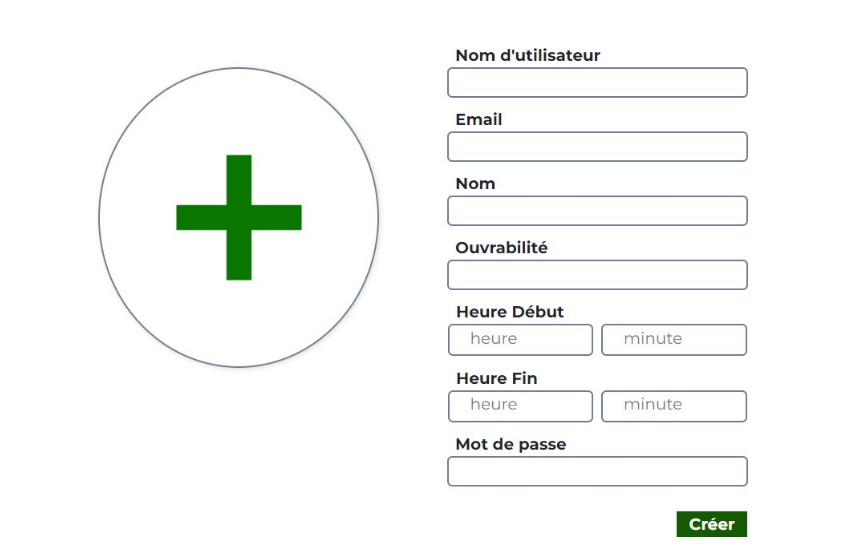 Nom d'utilisateur
Email
Nom
Ouvrabilité
Heure Début
heure minute
Heure Fin
heure minute
Mot de passe
Créer